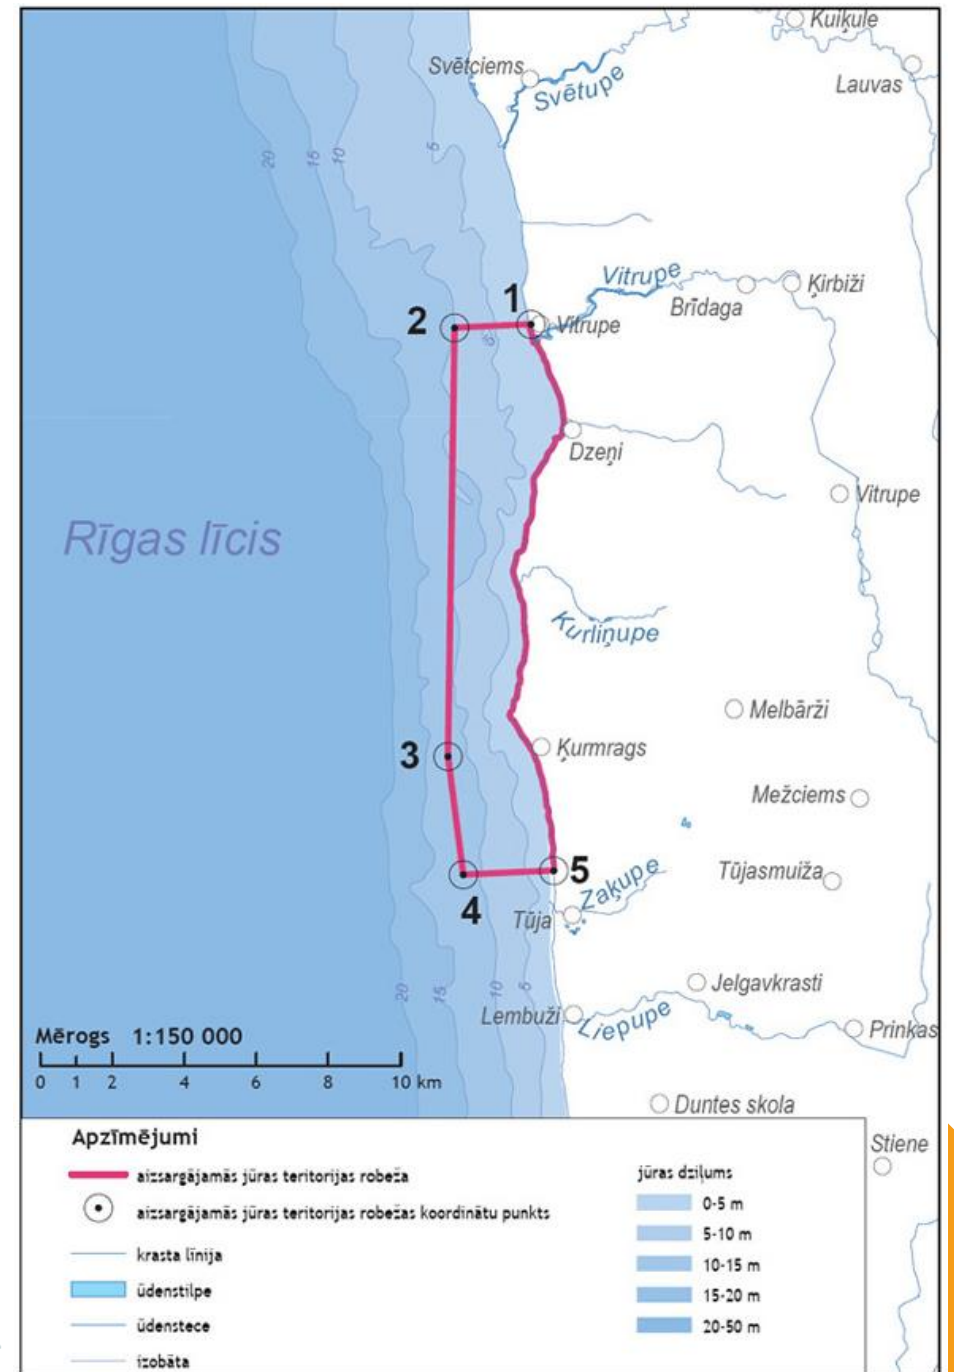 Kuiķule
Svētciems
Svētupe
Lauvas
20
15
10
5
Vitrupe
Ķirbiži
Brīdaga
2
1
Vitrupe
5
Dzeņi
Vitrupe
Rīgas līcis
Kurliņupe
Melbārži
3
Ķurmrags
Mežciems
5
Zaķupe
Tūjasmuiža
4
Tūja
Jelgavkrasti
20
15
10
5
Lembuži
Liepupe
Prinkas
Mērogs 1:150 000
0 1 2 4 6 8 10 km
Duntes skola
Stiene
Apzīmējumi
aizsargājamās jūras teritorijas robeža
aizsargājamās jūras teritorijas robežas koordinātu punkts
krasta līnija
ūdenstilpe
ūdenstece
izobāta
jūras dziļums
0-5 m
5-10 m
10-15 m
15-20 m
20-50 m